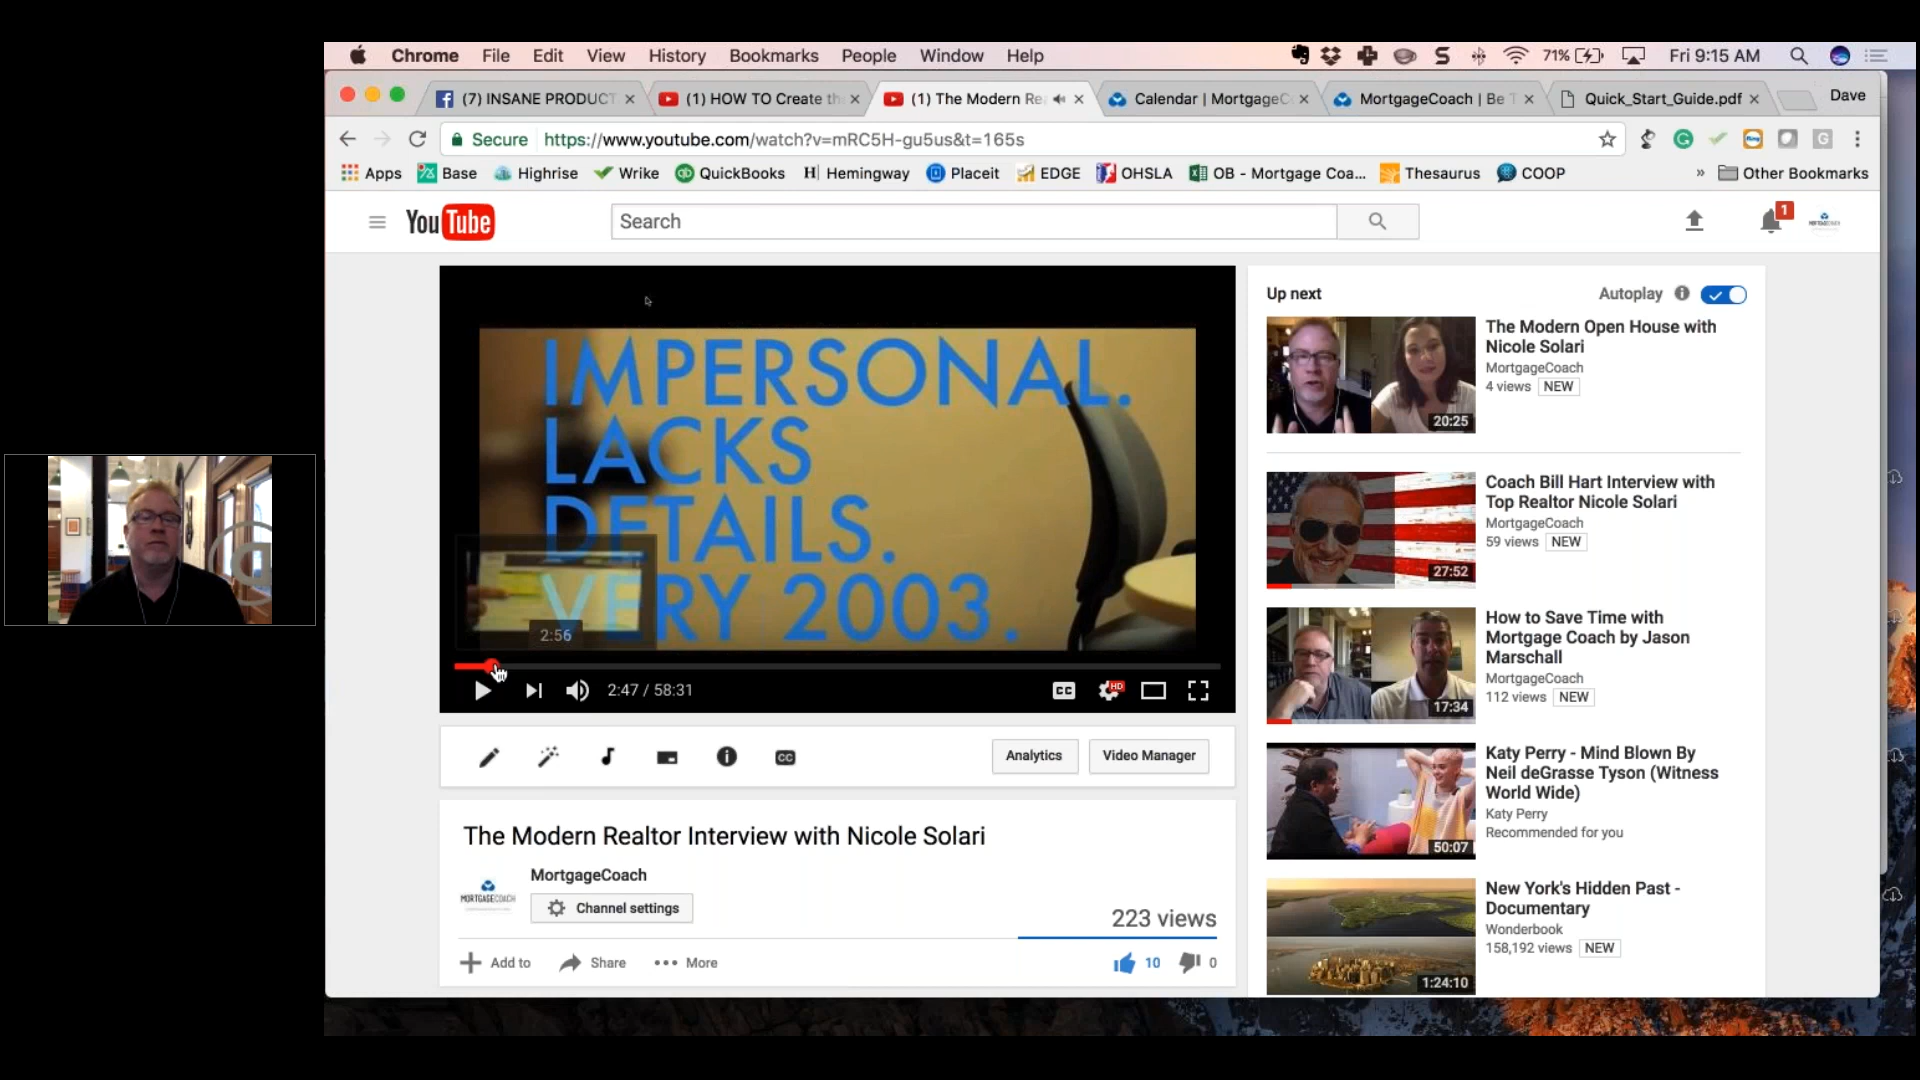 Chrome File Edit View History Bookmarks People Window Help 71% Fri 9:15 AM
(7) INSANE PRODUCT (1) HOW TO Create th (1) The Modern Re Calendar | MortgageC MortgageCoach | Be T Quick_Start_Guide.pdf Dave
Secure https://www.youtube.com/watch?v=mRC5H-gu5us&t=165s
Apps Base Highrise Wrike QuickBooks Hemingway Placeit EDGE OHSLA OB - Mortgage Coa... Thesaurus COOP » Other Bookmarks
YouTube Search 1
IMPERSONAL.
LACKS
DETAILS.
VERY 2003.
2:56
2:47 / 58:31
CC HD
Up next Autoplay
The Modern Open House with
Nicole Solari
MortgageCoach
4 views NEW
20:25
Coach Bill Hart Interview with
Top Realtor Nicole Solari
MortgageCoach
59 views NEW
27:52
How to Save Time with
Mortgage Coach by Jason
Marschall
MortgageCoach
112 views NEW
17:34
Katy Perry - Mind Blown By
Neil deGrasse Tyson (Witness
World Wide)
Katy Perry
Recommended for you
50:07
New York's Hidden Past -
Documentary
Wonderbook
158,192 views NEW
1:24:10
CC Analytics Video Manager
The Modern Realtor Interview with Nicole Solari
MORTGAGECOACH
MortgageCoach
Channel settings
223 views
Add to Share More 10 0